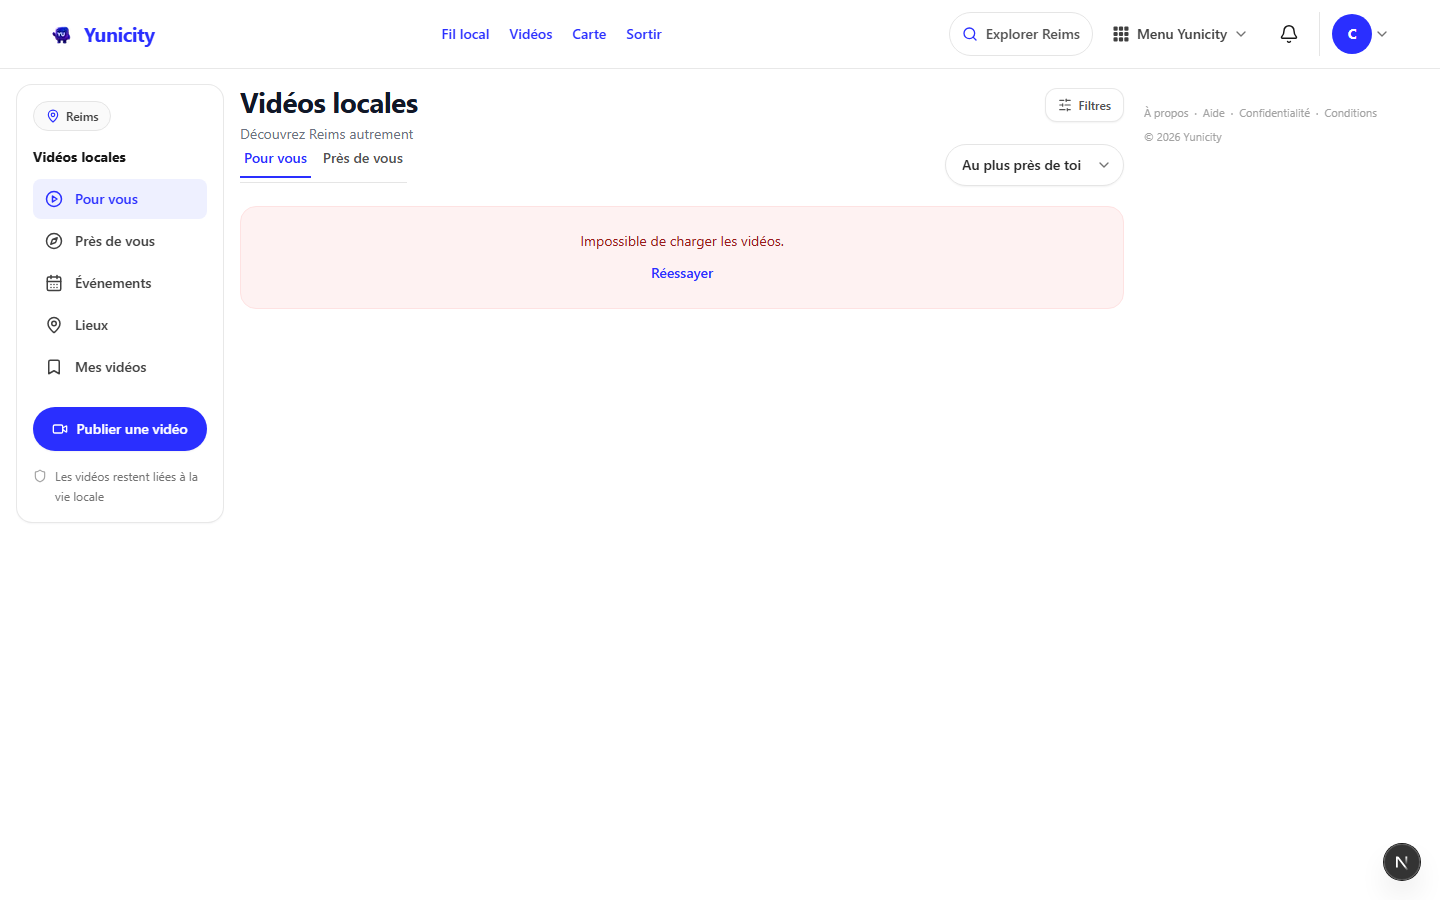 Yunicity
Fil local Vidéos Carte Sortir
Explorer Reims
Menu Yunicity
C
Reims
Vidéos locales
Pour vous
Près de vous
Événements
Lieux
Mes vidéos
Publier une vidéo
Les vidéos restent liées à la
vie locale
Vidéos locales
Découvrez Reims autrement
Pour vous Près de vous
Filtres
Au plus près de toi
Impossible de charger les vidéos.
Réessayer
À propos · Aide · Confidentialité · Conditions
© 2026 Yunicity
N